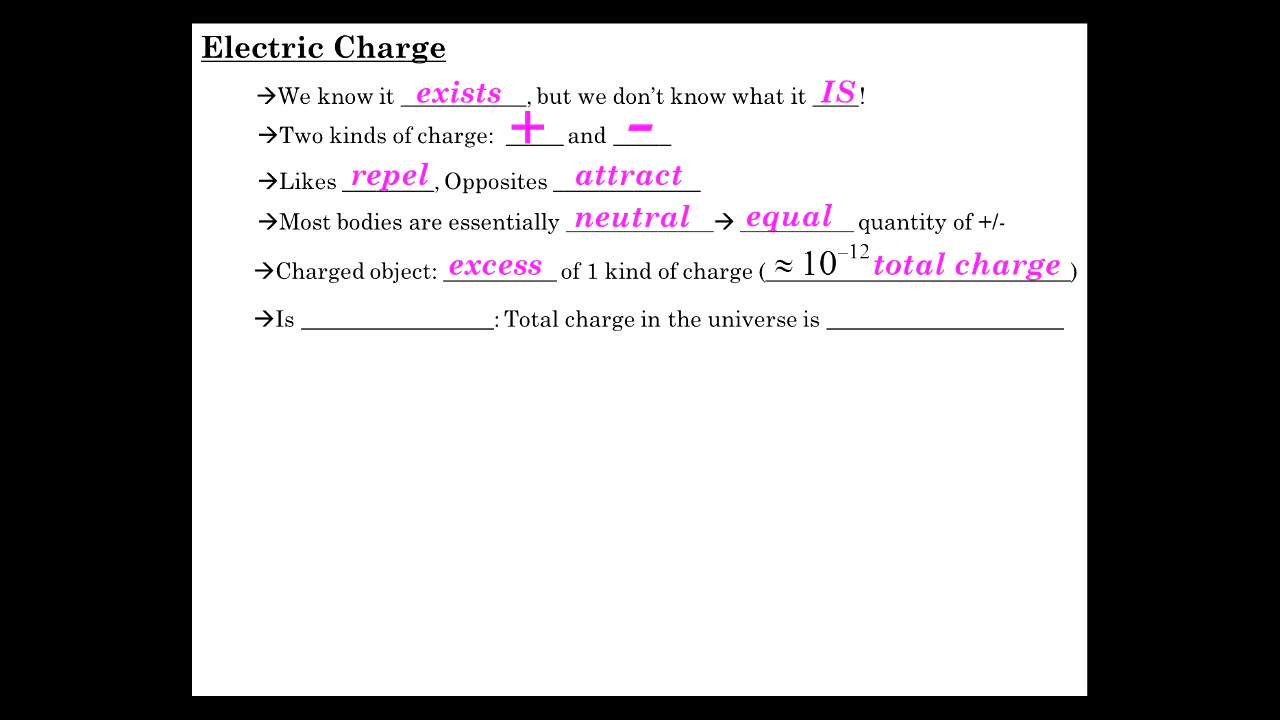 Electric Charge
→We know it exists, but we don't know what it IS!
→Two kinds of charge: + and -
→Likes repel, Opposites attract
→Most bodies are essentially neutral→ equal quantity of +/-
→Charged object: excess of 1 kind of charge (≈ 10⁻¹² total charge)
→Is ________________: Total charge in the universe is ____________________